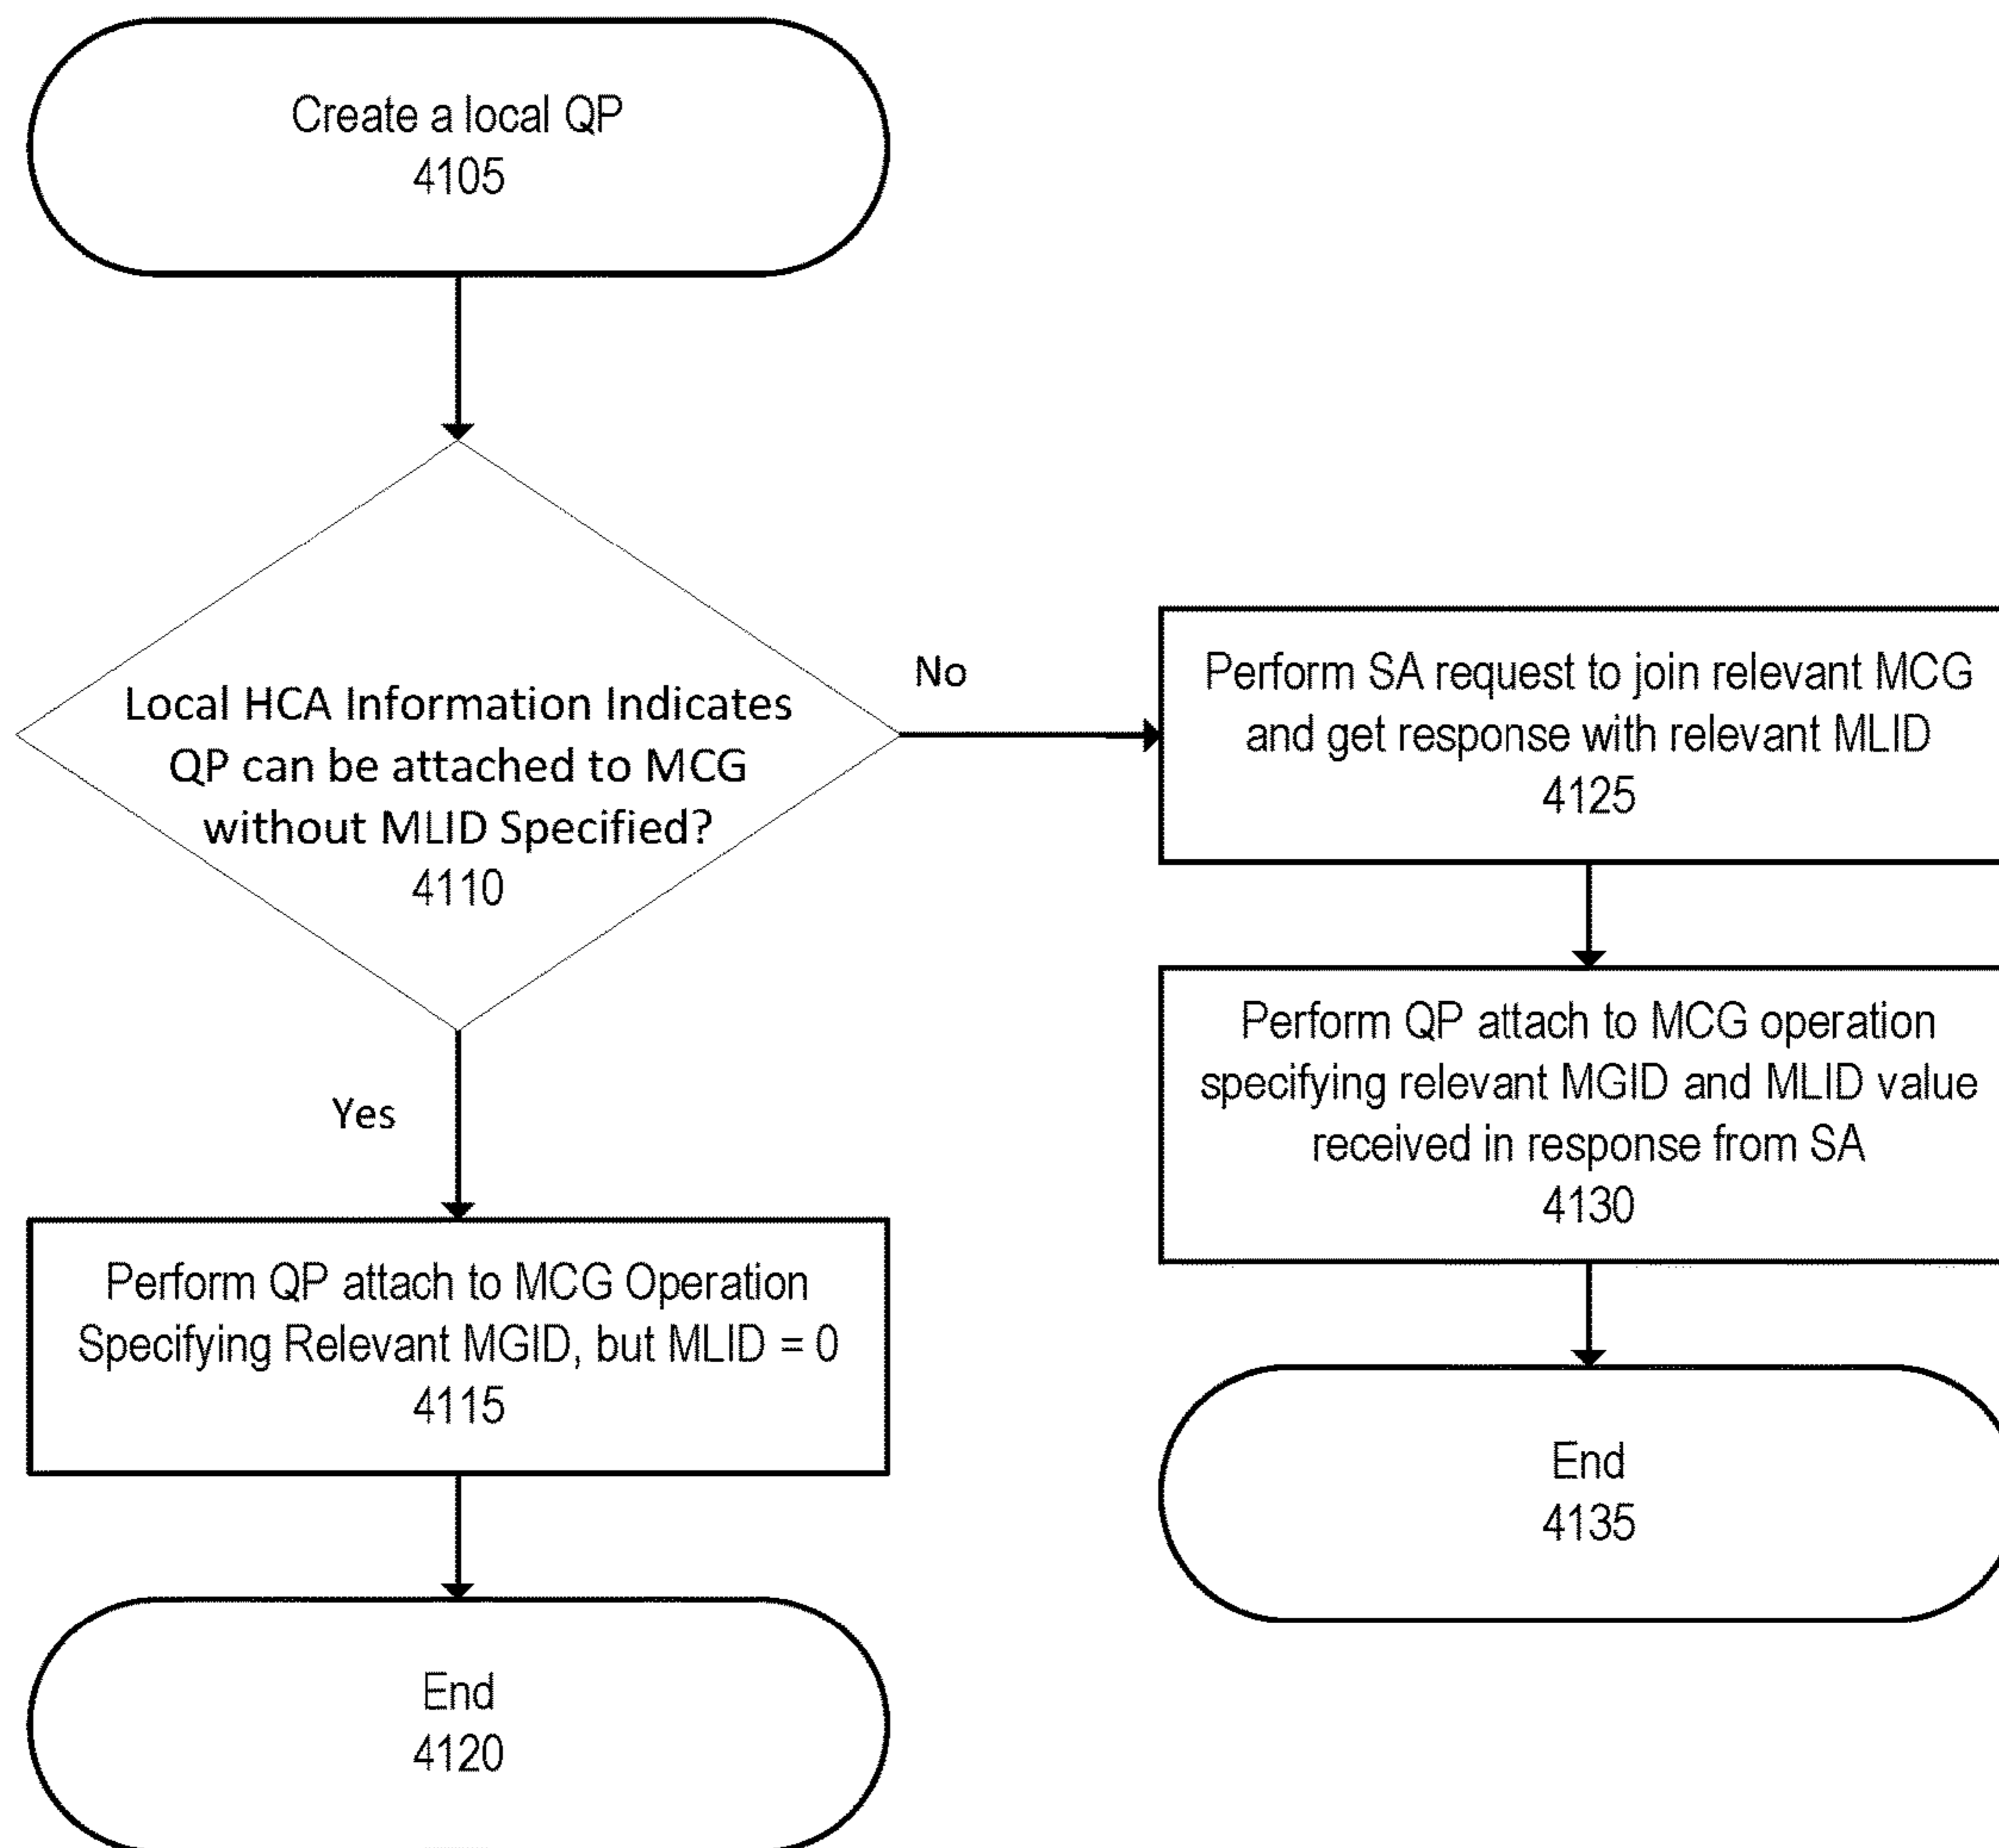 Create a local QP
4105
Local HCA Information Indicates
QP can be attached to MCG
without MLID Specified?
4110
No
Perform SA request to join relevant MCG
and get response with relevant MLID
4125
Perform QP attach to MCG operation
specifying relevant MGID and MLID value
received in response from SA
4130
End
4135
Yes
Perform QP attach to MCG Operation
Specifying Relevant MGID, but MLID = 0
4115
End
4120